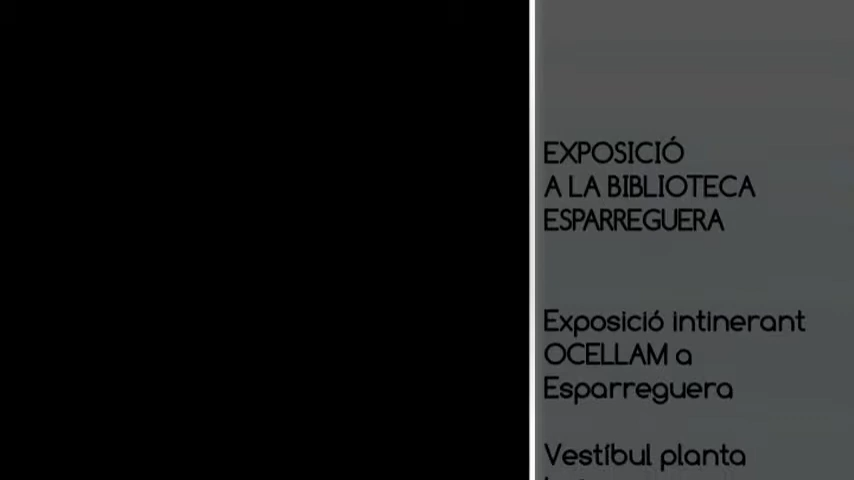 EXPOSICIÓ
A LA BIBLIOTECA
ESPARREGUERA
Exposició intinerant
OCELLAM a
Esparreguera
Vestíbul planta